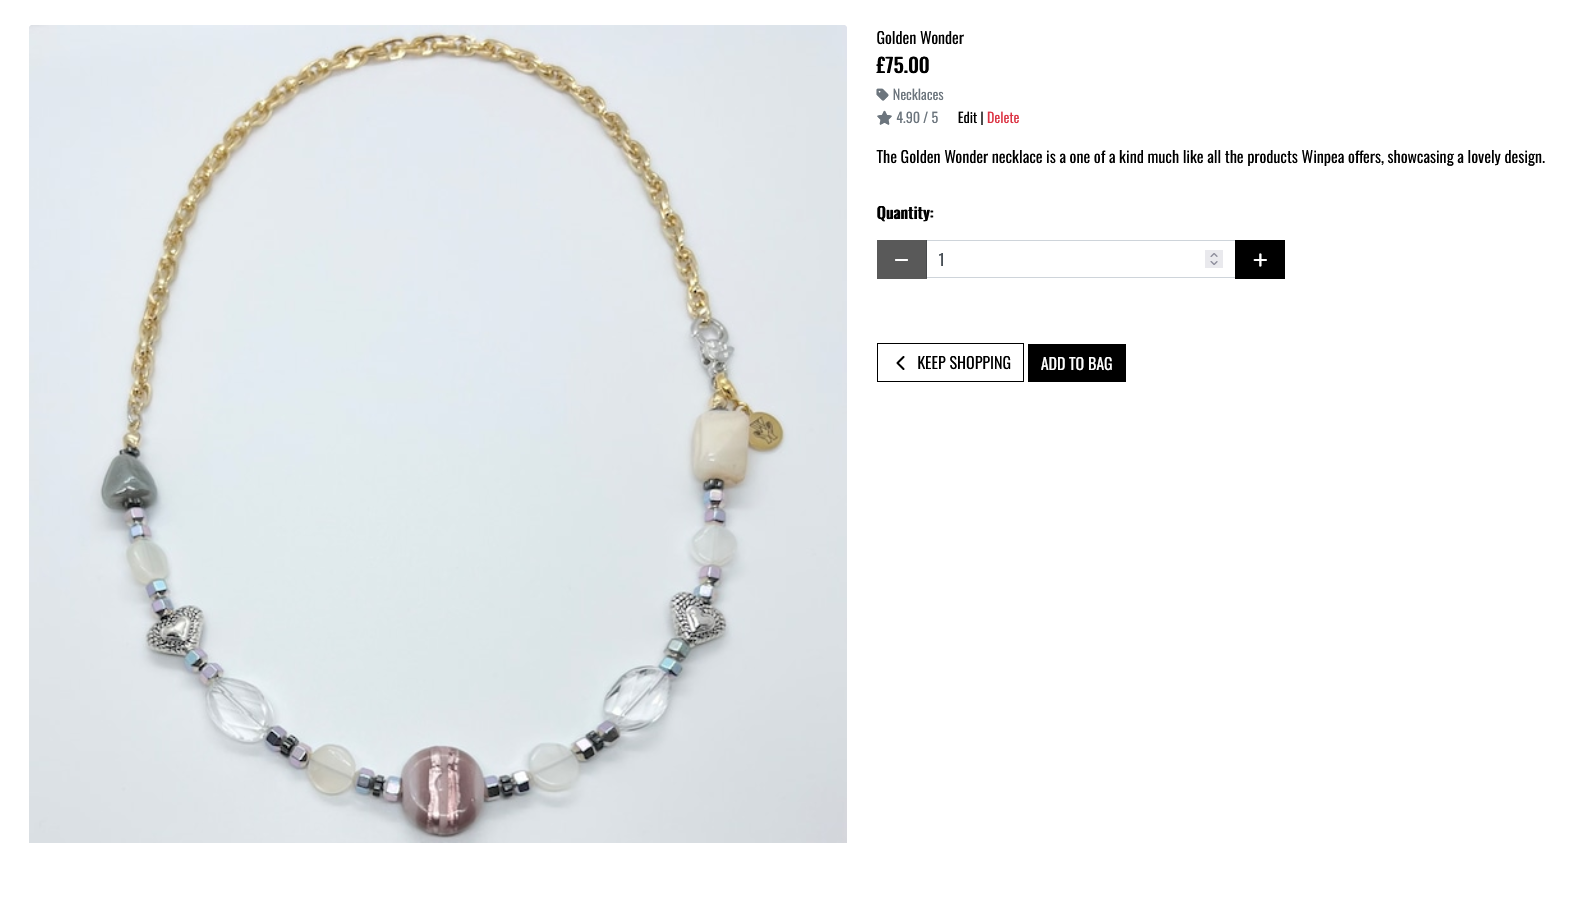 Golden Wonder
£75.00
Necklaces
4.90 / 5 Edit | Delete
The Golden Wonder necklace is a one of a kind much like all the products Winpea offers, showcasing a lovely design.
Quantity:
1
KEEP SHOPPING ADD TO BAG